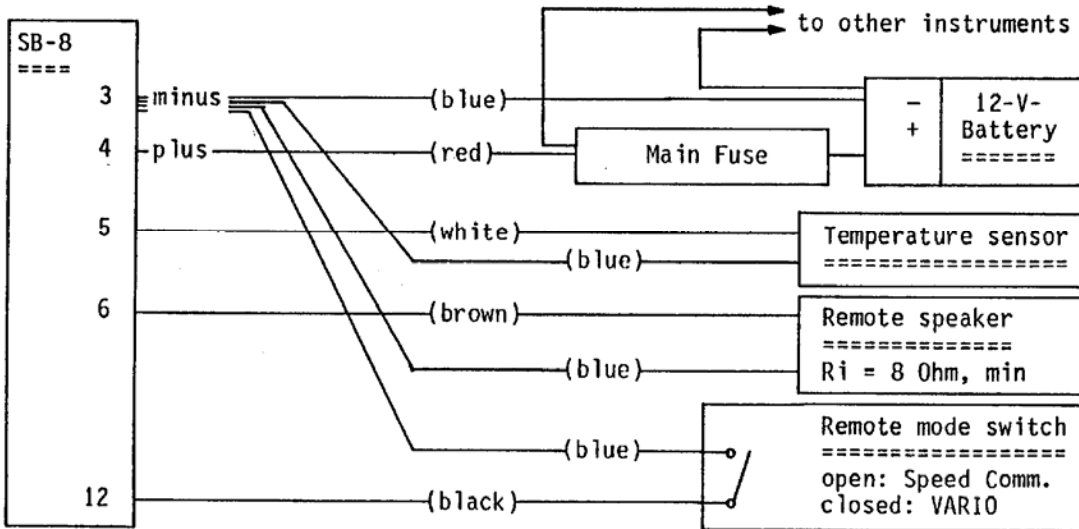 to other instruments
SB-8
====
3 minus (blue)
- 12-V-
+ Battery
=======
4 plus (red) Main Fuse
5 (white) Temperature sensor
(blue) =================
6 (brown) Remote speaker
==============
(blue) Ri = 8 Ohm, min
Remote mode switch
(blue) ==================
open: Speed Comm.
12 (black) closed: VARIO